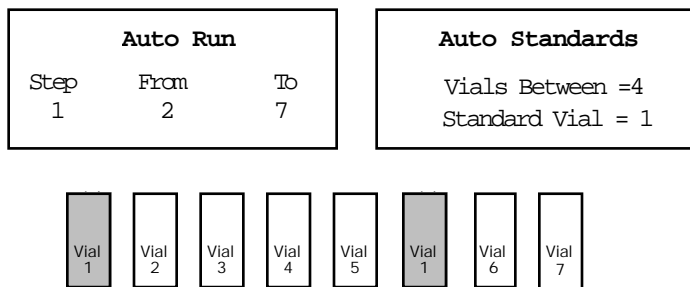 Auto Run
Step From To
1 2 7
Auto Standards
Vials Between =4
Standard Vial = 1
Vial 1
Vial 2
Vial 3
Vial 4
Vial 5
Vial 1
Vial 6
Vial 7